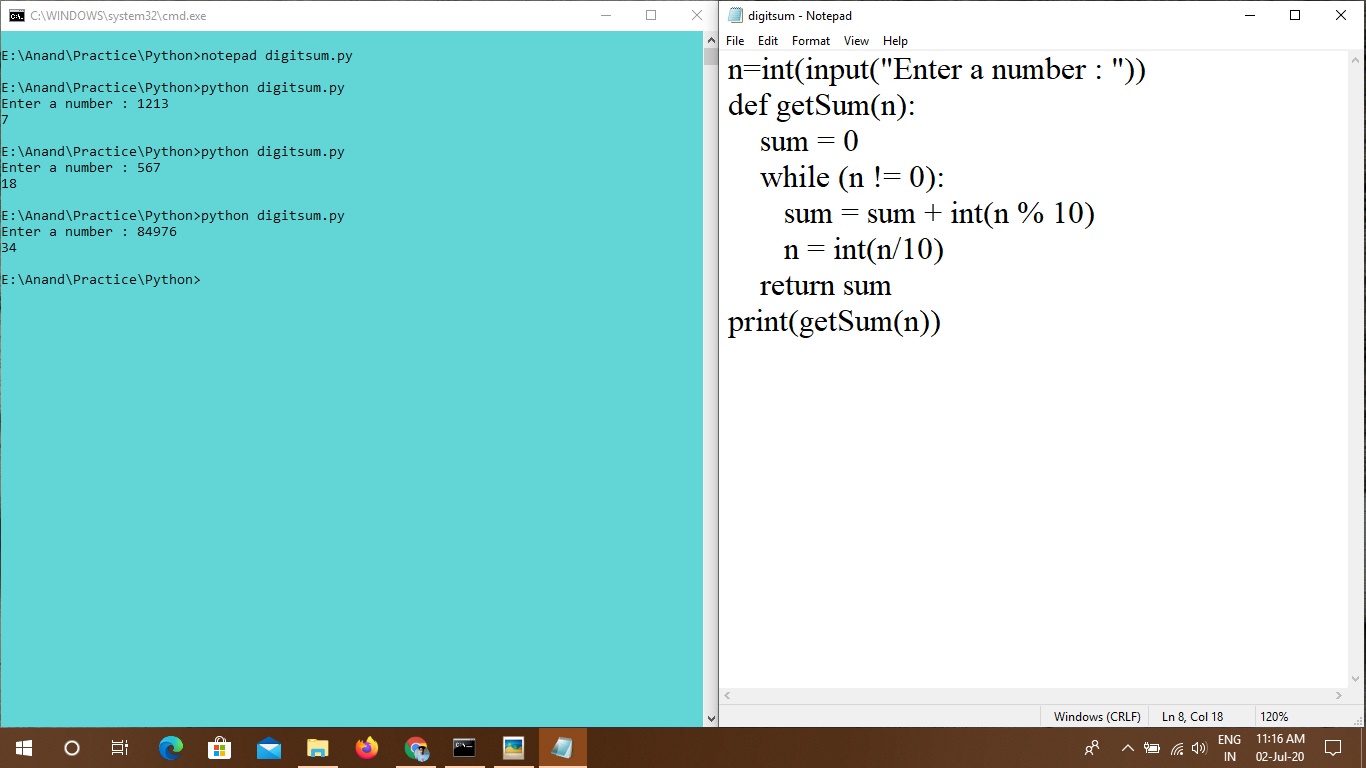 C:\WINDOWS\system32\cmd.exe
E:\Anand\Practice\Python>notepad digitsum.py
E:\Anand\Practice\Python>python digitsum.py
Enter a number : 1213
7
E:\Anand\Practice\Python>python digitsum.py
Enter a number : 567
18
E:\Anand\Practice\Python>python digitsum.py
Enter a number : 84976
34
E:\Anand\Practice\Python>
digitsum - Notepad
File Edit Format View Help
n=int(input("Enter a number : "))
def getSum(n):
    sum = 0
    while (n != 0):
       sum = sum + int(n % 10)
       n = int(n/10)
    return sum
print(getSum(n))
Windows (CRLF) Ln 8, Col 18 120%
ENG 11:16 AM
IN 02-Jul-20